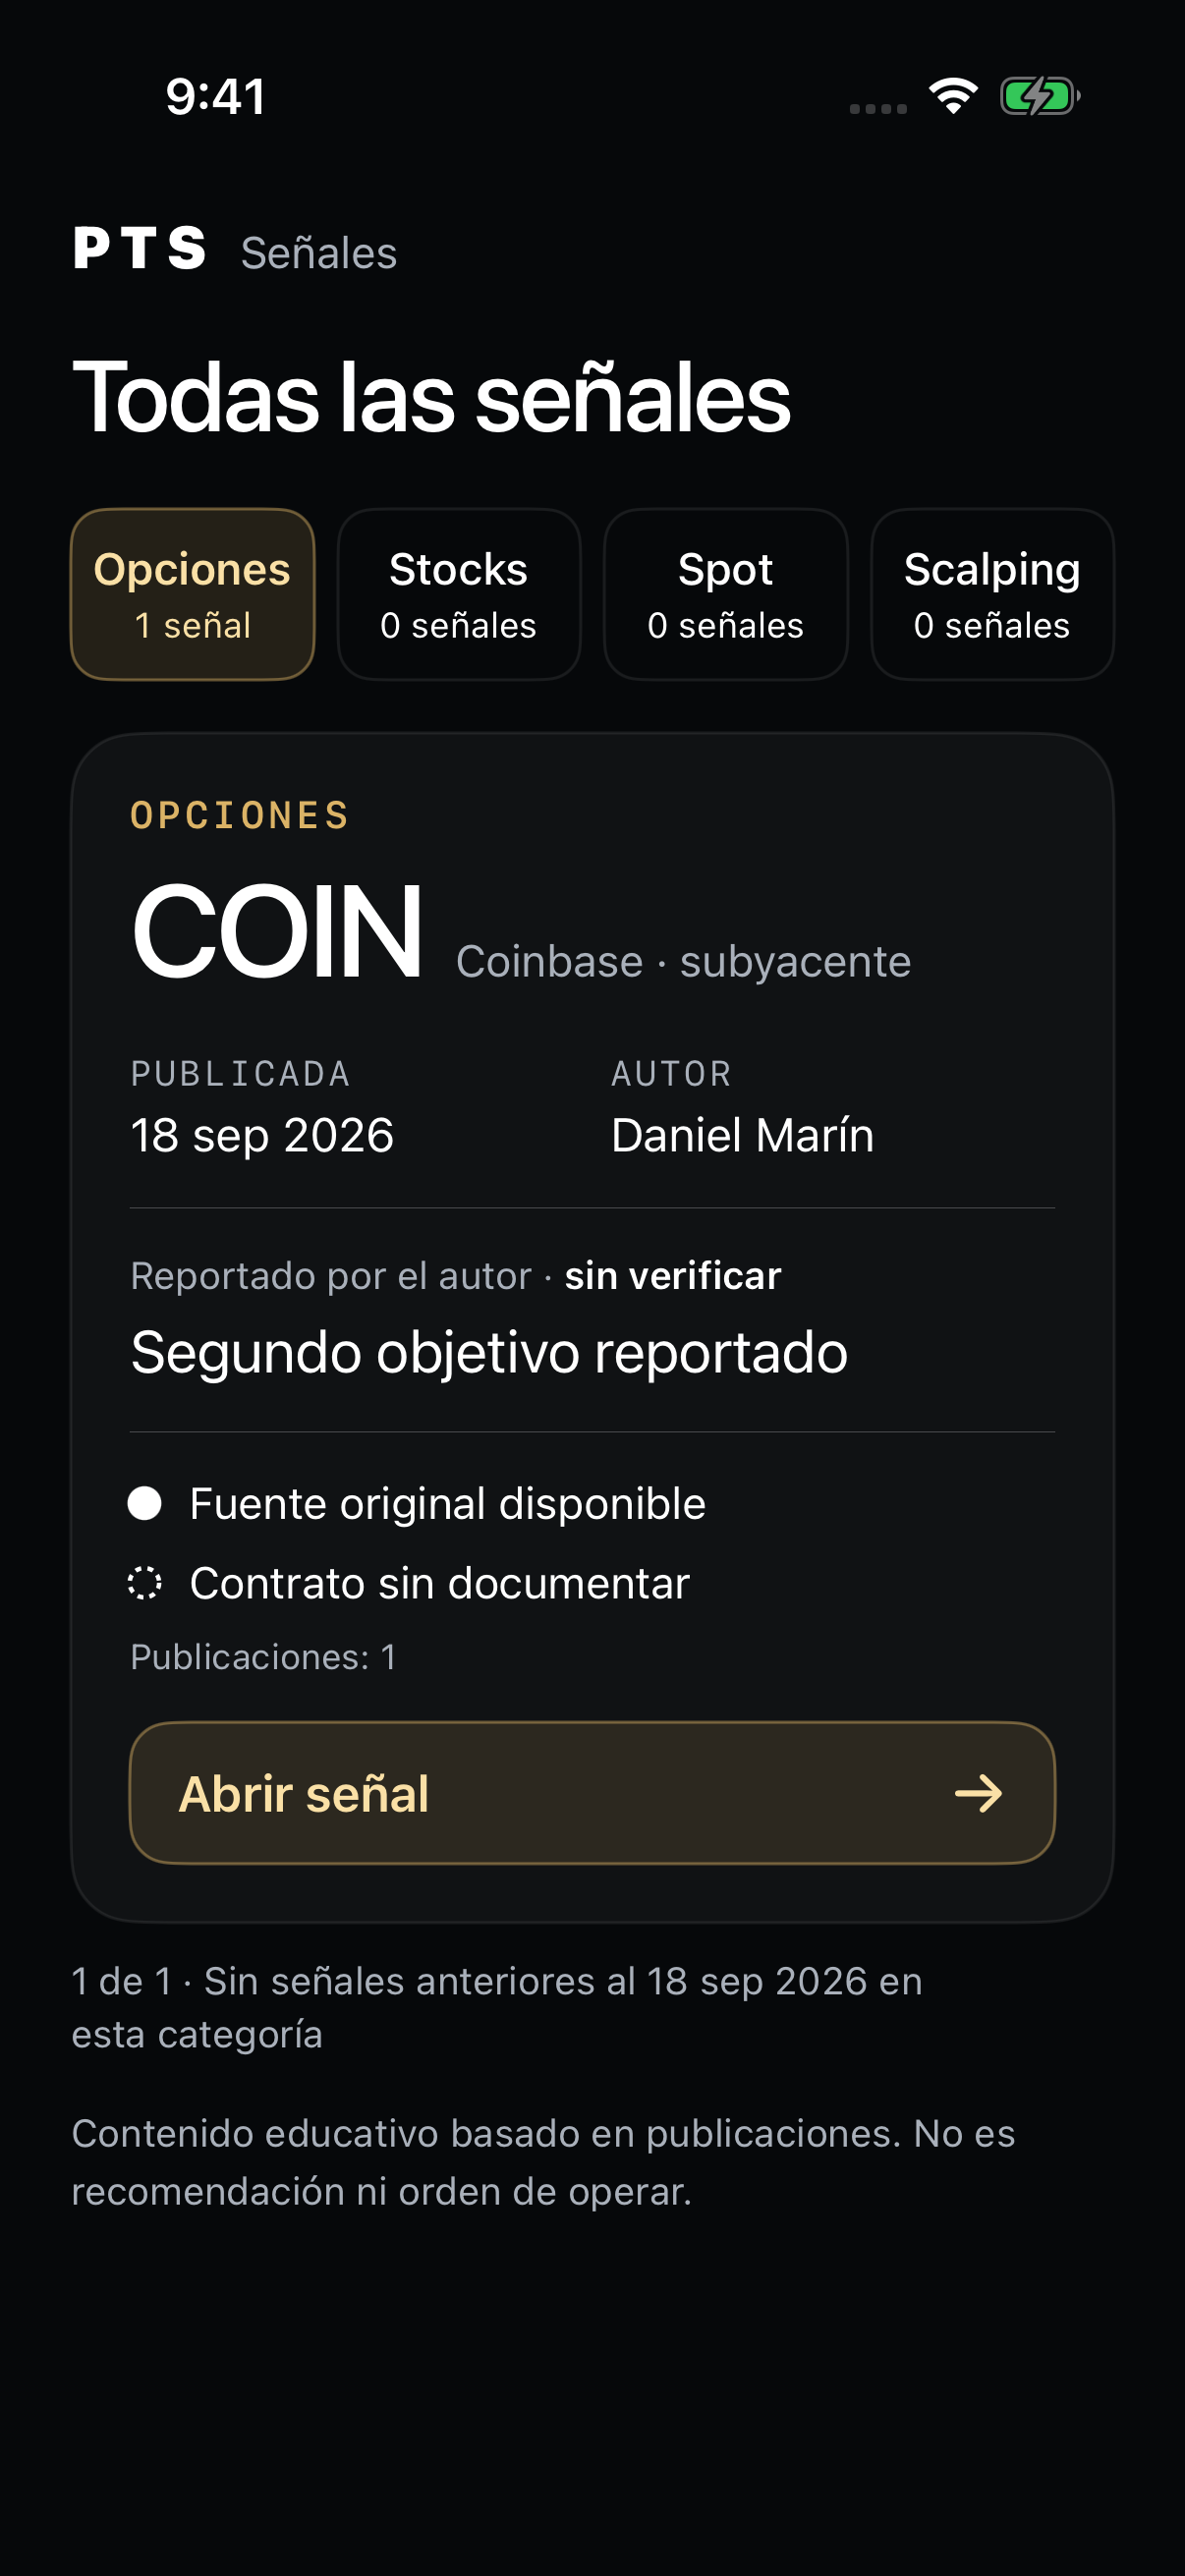 9:41
PTS Señales
Todas las señales
Opciones Stocks Spot Scalping
1 señal 0 señales 0 señales 0 señales
OPCIONES
COIN Coinbase · subyacente
PUBLICADA AUTOR
18 sep 2026 Daniel Marín
Reportado por el autor · sin verificar
Segundo objetivo reportado
Fuente original disponible
Contrato sin documentar
Publicaciones: 1
Abrir señal →
1 de 1 · Sin señales anteriores al 18 sep 2026 en
esta categoría
Contenido educativo basado en publicaciones. No es
recomendación ni orden de operar.